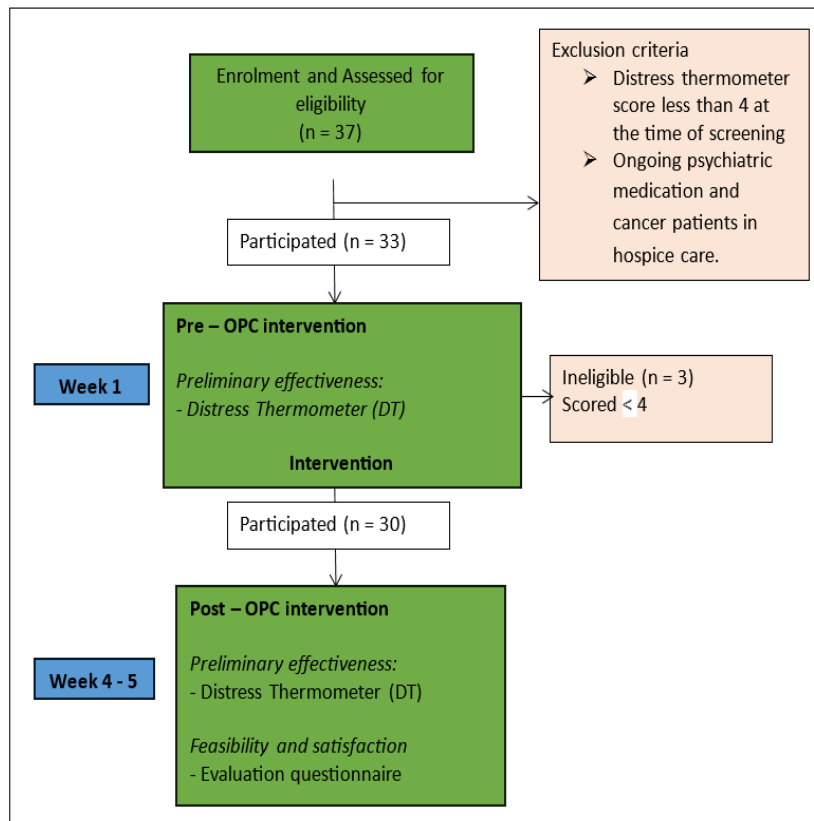 Enrolment and Assessed for
eligibility
(n = 37)
Exclusion criteria
➢ Distress thermometer
score less than 4 at
the time of screening
➢ Ongoing psychiatric
medication and
cancer patients in
hospice care.
Participated (n = 33)
Pre – OPC intervention
Week 1
Preliminary effectiveness:
- Distress Thermometer (DT)
Intervention
Ineligible (n = 3)
Scored < 4
Participated (n = 30)
Post – OPC intervention
Week 4 - 5
Preliminary effectiveness:
- Distress Thermometer (DT)
Feasibility and satisfaction
- Evaluation questionnaire